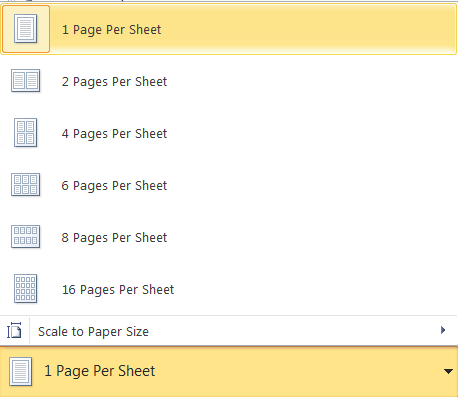 1 Page Per Sheet
2 Pages Per Sheet
4 Pages Per Sheet
6 Pages Per Sheet
8 Pages Per Sheet
16 Pages Per Sheet
Scale to Paper Size
1 Page Per Sheet